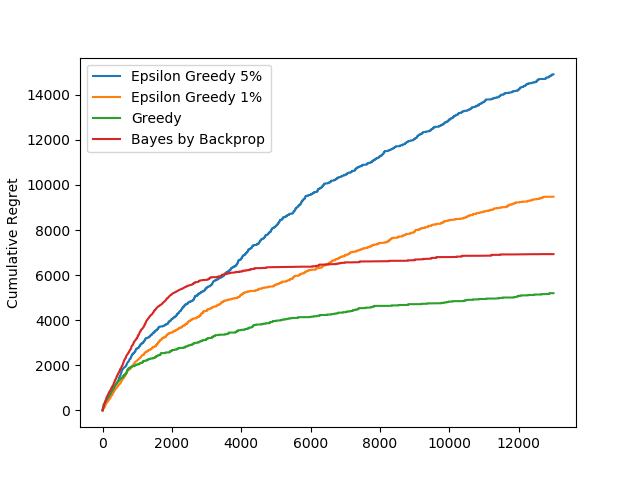 Epsilon Greedy 5%
Epsilon Greedy 1%
Greedy
Bayes by Backprop
Cumulative Regret
14000
12000
10000
8000
6000
4000
2000
0
0 2000 4000 6000 8000 10000 12000